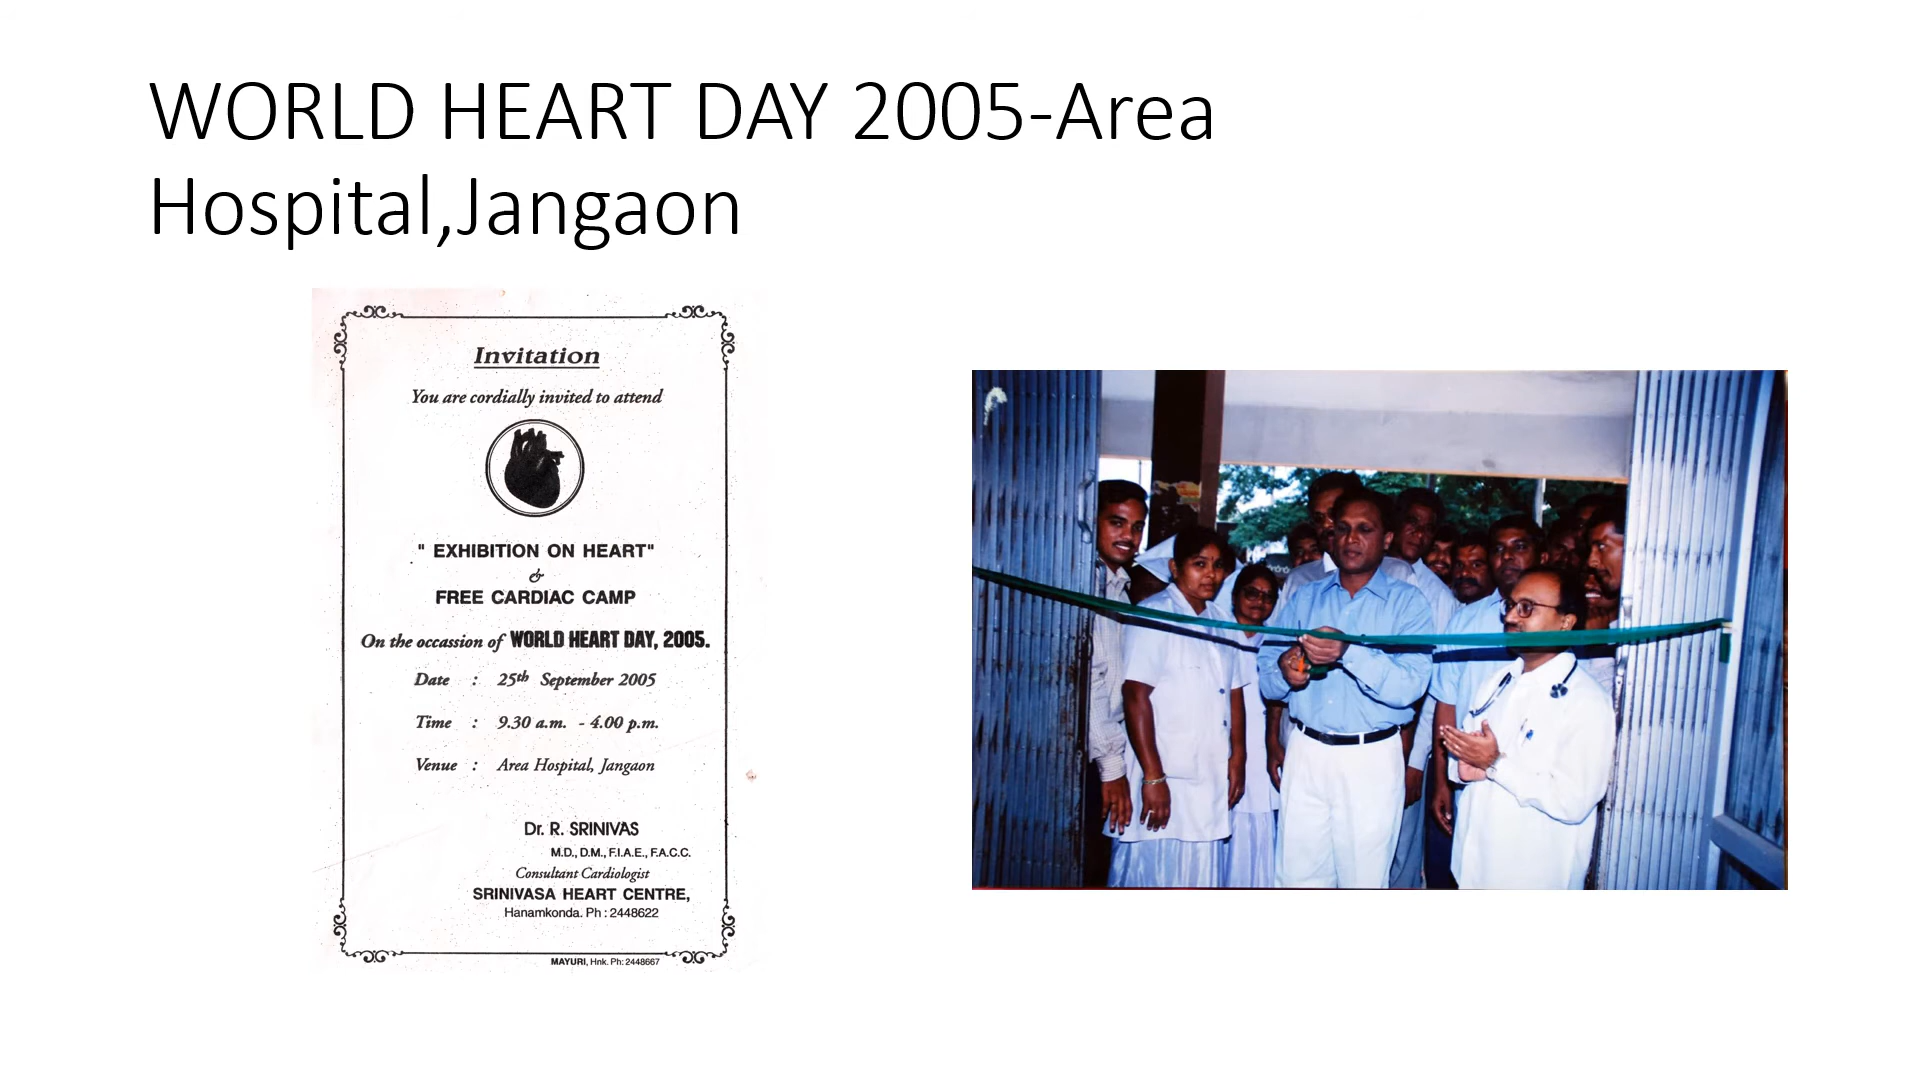 WORLD HEART DAY 2005-Area
Hospital,Jangaon
Invitation
You are cordially invited to attend
" EXHIBITION ON HEART"
&
FREE CARDIAC CAMP
On the occassion of WORLD HEART DAY, 2005.
Date : 25th September 2005
Time : 9.30 a.m. - 4.00 p.m.
Venue : Area Hospital, Jangaon
Dr. R. SRINIVAS
M.D., D.M., F.I.A.E., F.A.C.C.
Consultant Cardiologist
SRINIVASA HEART CENTRE,
Hanamkonda. Ph : 2448622
MAYURI, Hnk. Ph: 2448667